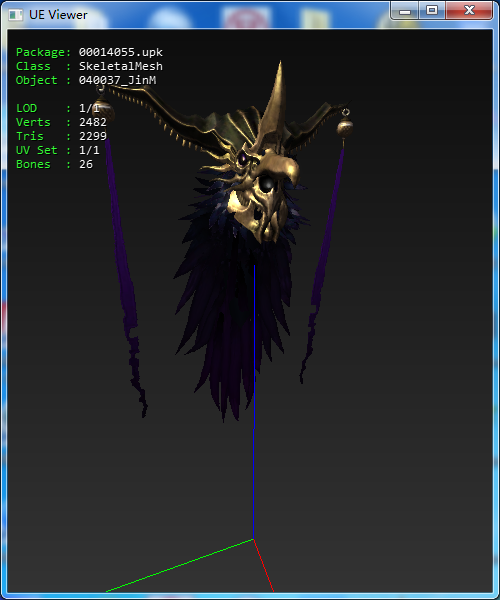 UE Viewer
Package: 00014055.upk
Class : SkeletalMesh
Object : 040037_JinM
LOD : 1/1
Verts : 2482
Tris : 2299
UV Set : 1/1
Bones : 26